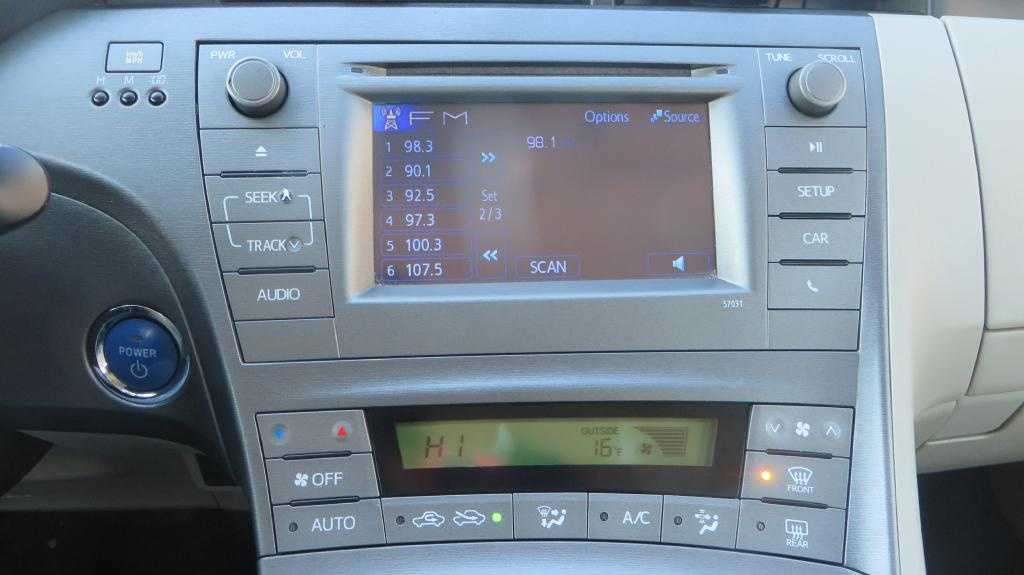 KM/H
MPH
H M
PWR VOL
SEEK
TRACK
AUDIO
FM
Options Source
1 98.3
2 90.1
3 92.5
4 97.3
5 100.3
6 107.5
Set
2/3
98.1
SCAN
57031
TUNE SCROLL
SETUP
CAR
POWER
OFF
AUTO
HI
OUTSIDE
16°F
A/C
FRONT
REAR